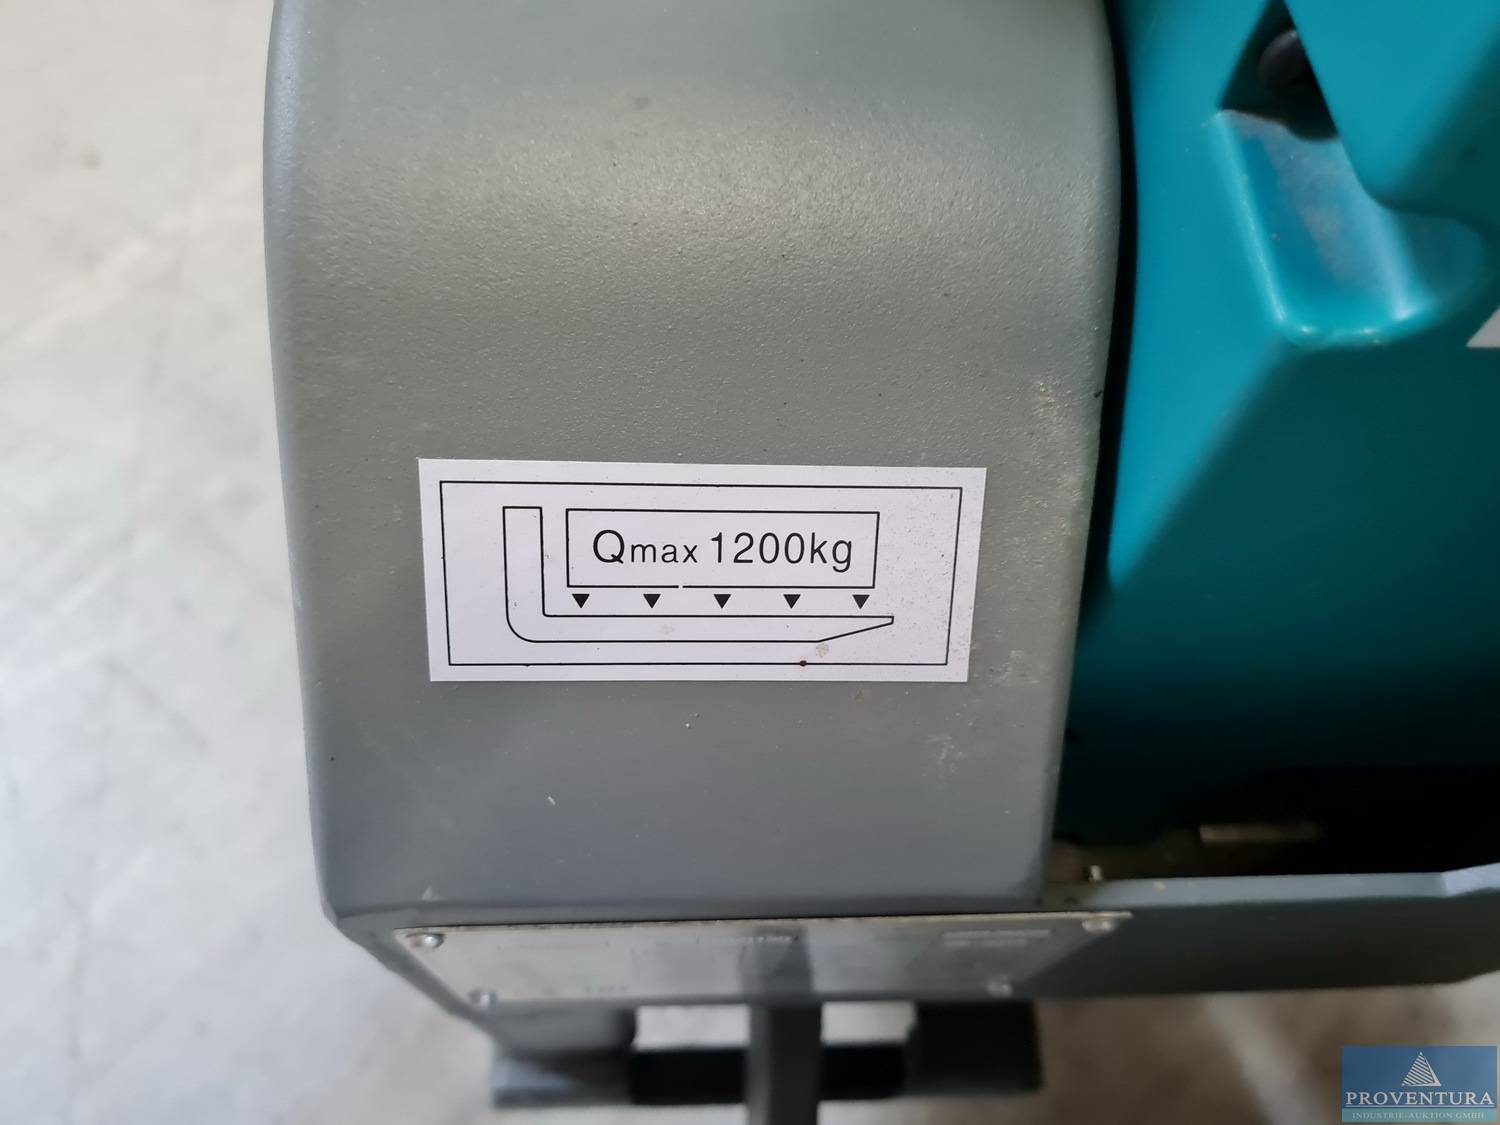 Qmax 1200kg
PROVENTURA
INDUSTRIE-AUKTION GMBH